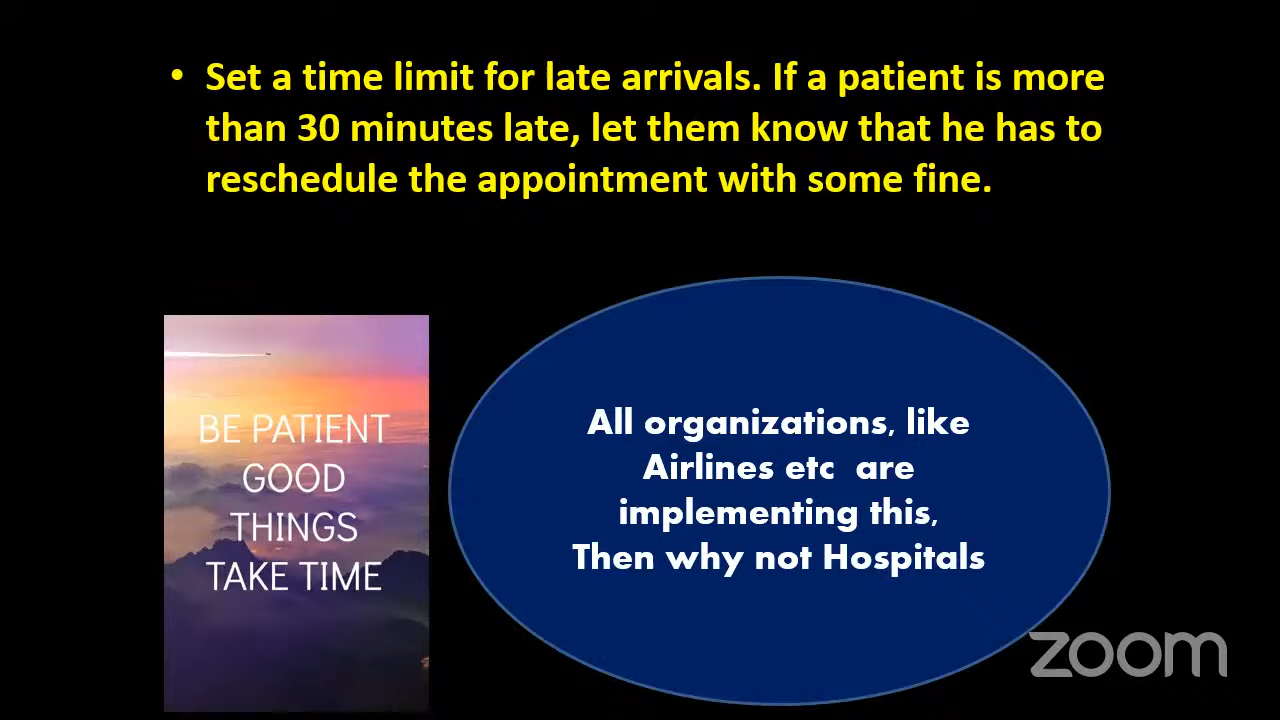 • Set a time limit for late arrivals. If a patient is more
than 30 minutes late, let them know that he has to
reschedule the appointment with some fine.
BE PATIENT
GOOD
THINGS
TAKE TIME
All organizations, like
Airlines etc are
implementing this,
Then why not Hospitals
zoom